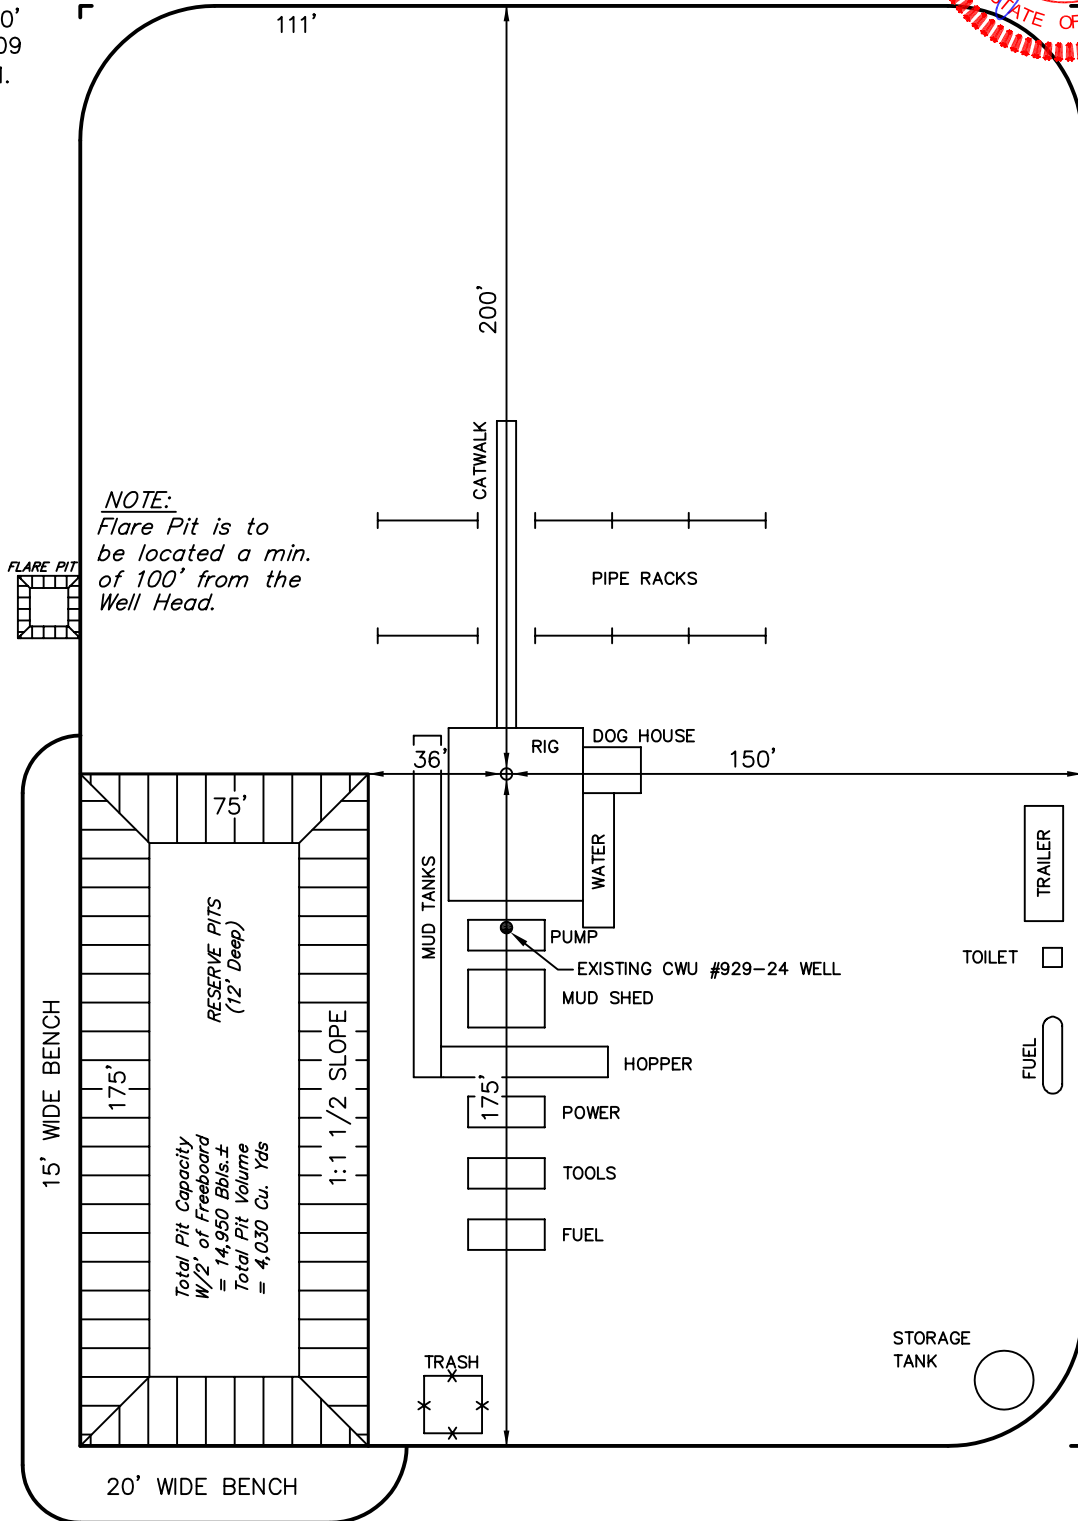 0'
09
111'
STATE OF
200'
CATWALK
NOTE:
Flare Pit is to
be located a min.
of 100' from the
Well Head.
FLARE PIT
PIPE RACKS
RIG
DOG HOUSE
36'
150'
75'
MUD TANKS
WATER
TRAILER
RESERVE PITS
(12' Deep)
PUMP
EXISTING CWU #929-24 WELL
MUD SHED
TOILET
15' WIDE BENCH
175'
1:1 1/2 SLOPE
HOPPER
FUEL
175'
POWER
Total Pit Capacity
W/2' of Freeboard
= 14,950 Bbls.±
Total Pit Volume
= 4,030 Cu. Yds
TOOLS
FUEL
STORAGE
TANK
TRASH
20' WIDE BENCH